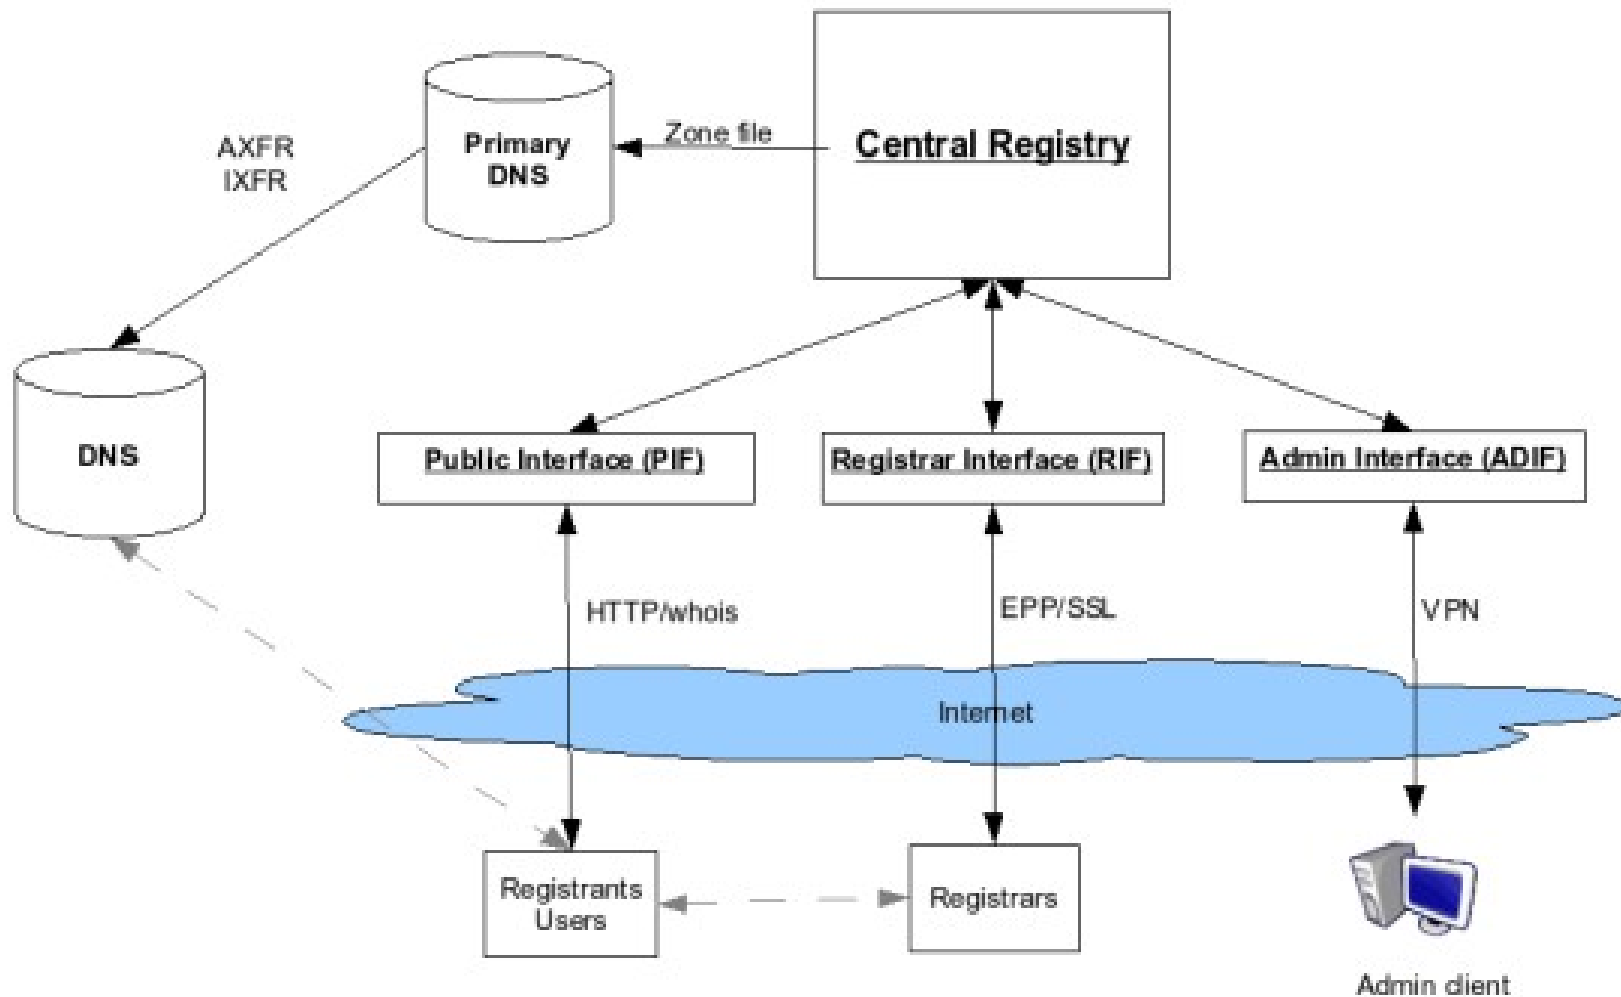 AXFR
IXFR
Primary
DNS
Zone file
Central Registry
DNS
Public Interface (PIF)
Registrar Interface (RIF)
Admin Interface (ADIF)
HTTP/whois
EPP/SSL
VPN
Internet
Registrants
Users
Registrars
Admin client